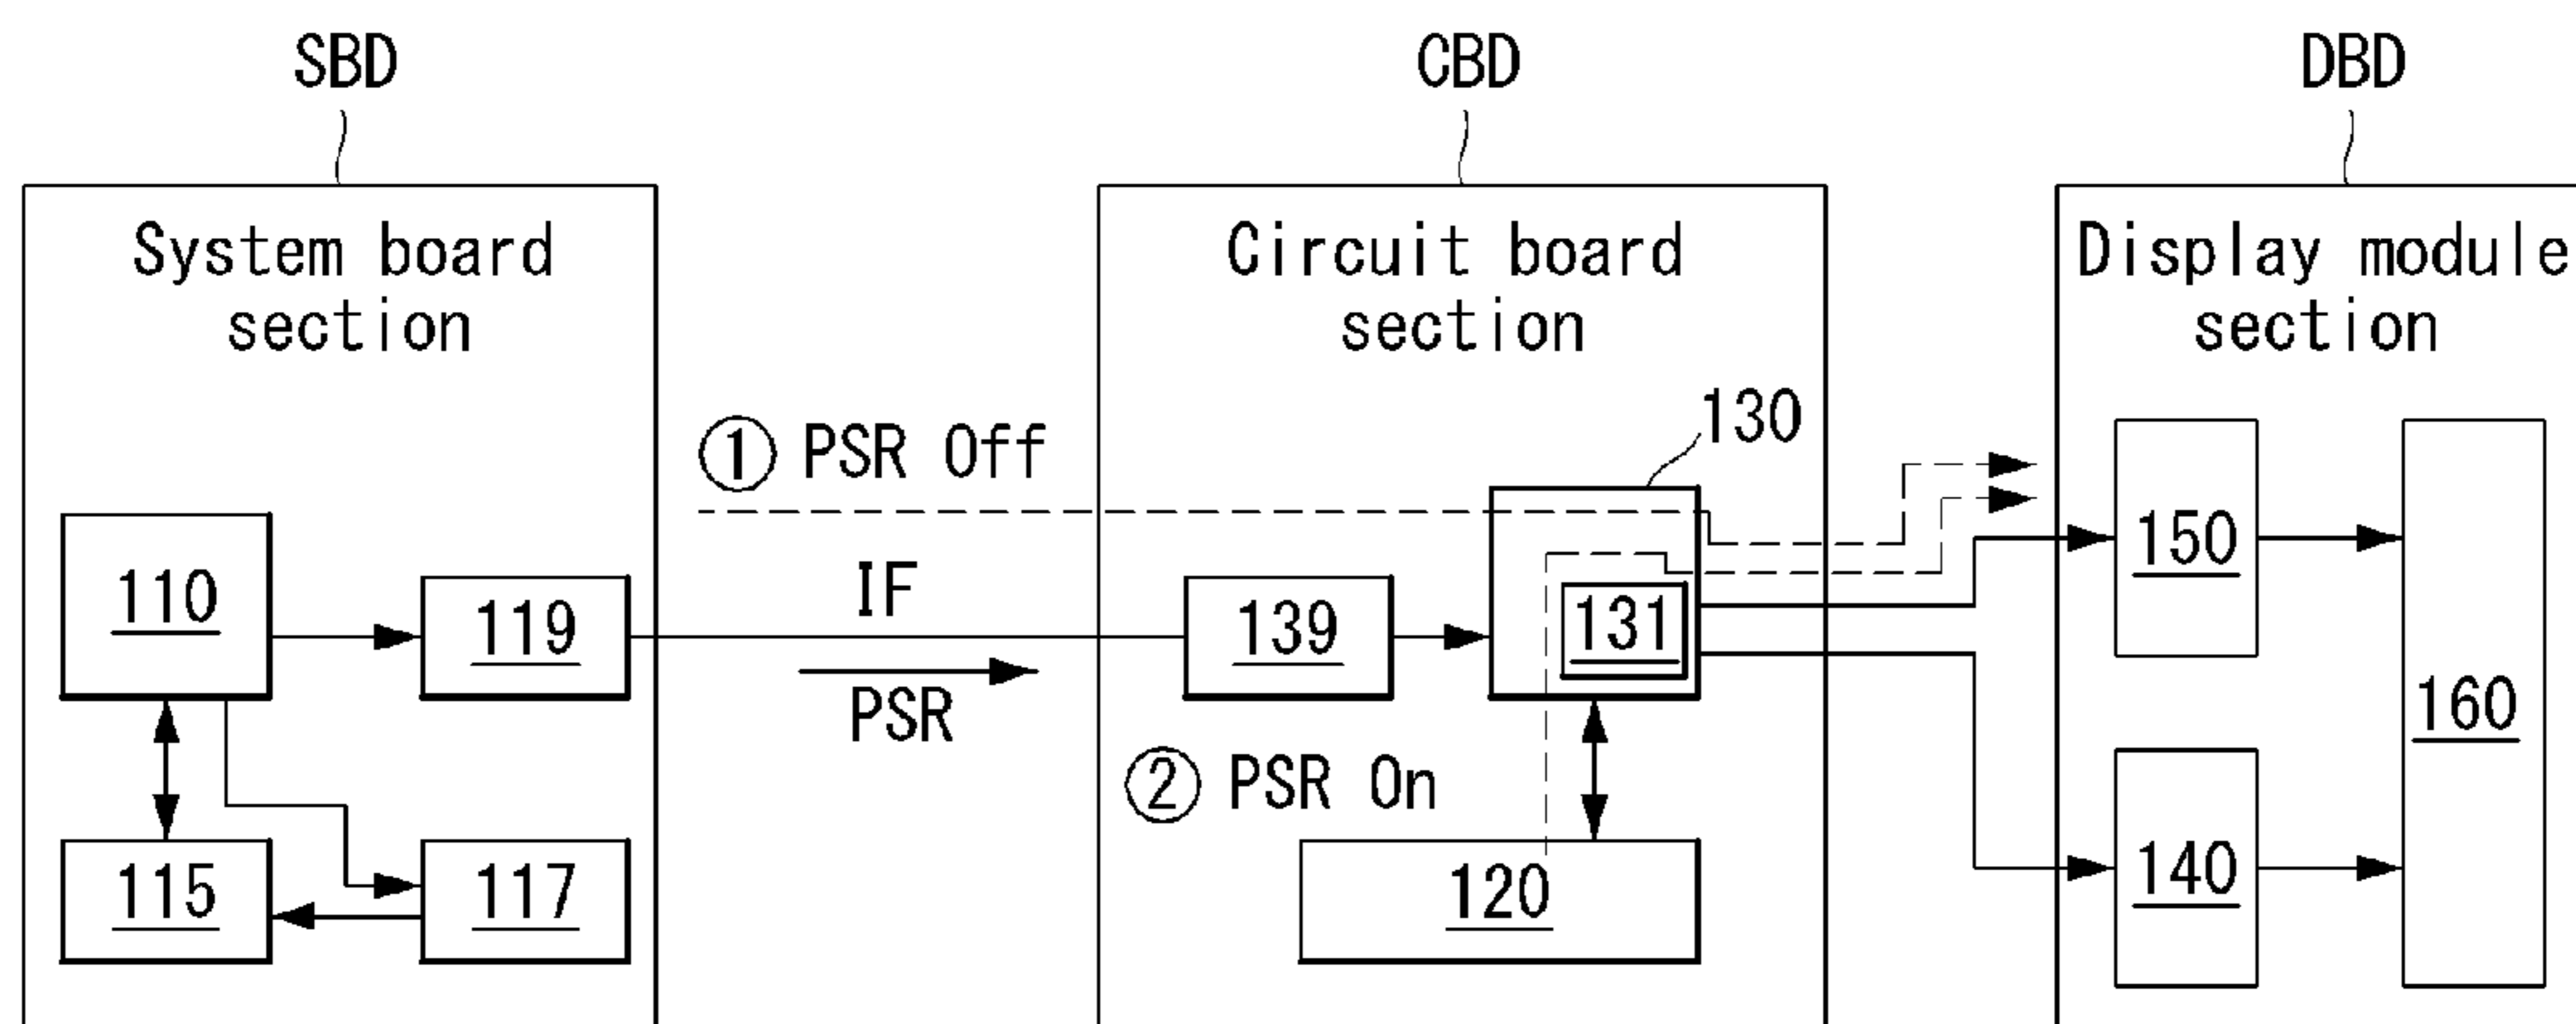 SBD
CBD
DBD
System board
section
Circuit board
section
Display module
section
130
① PSR Off
110
119
IF
PSR
139
131
150
160
② PSR On
115
117
120
140